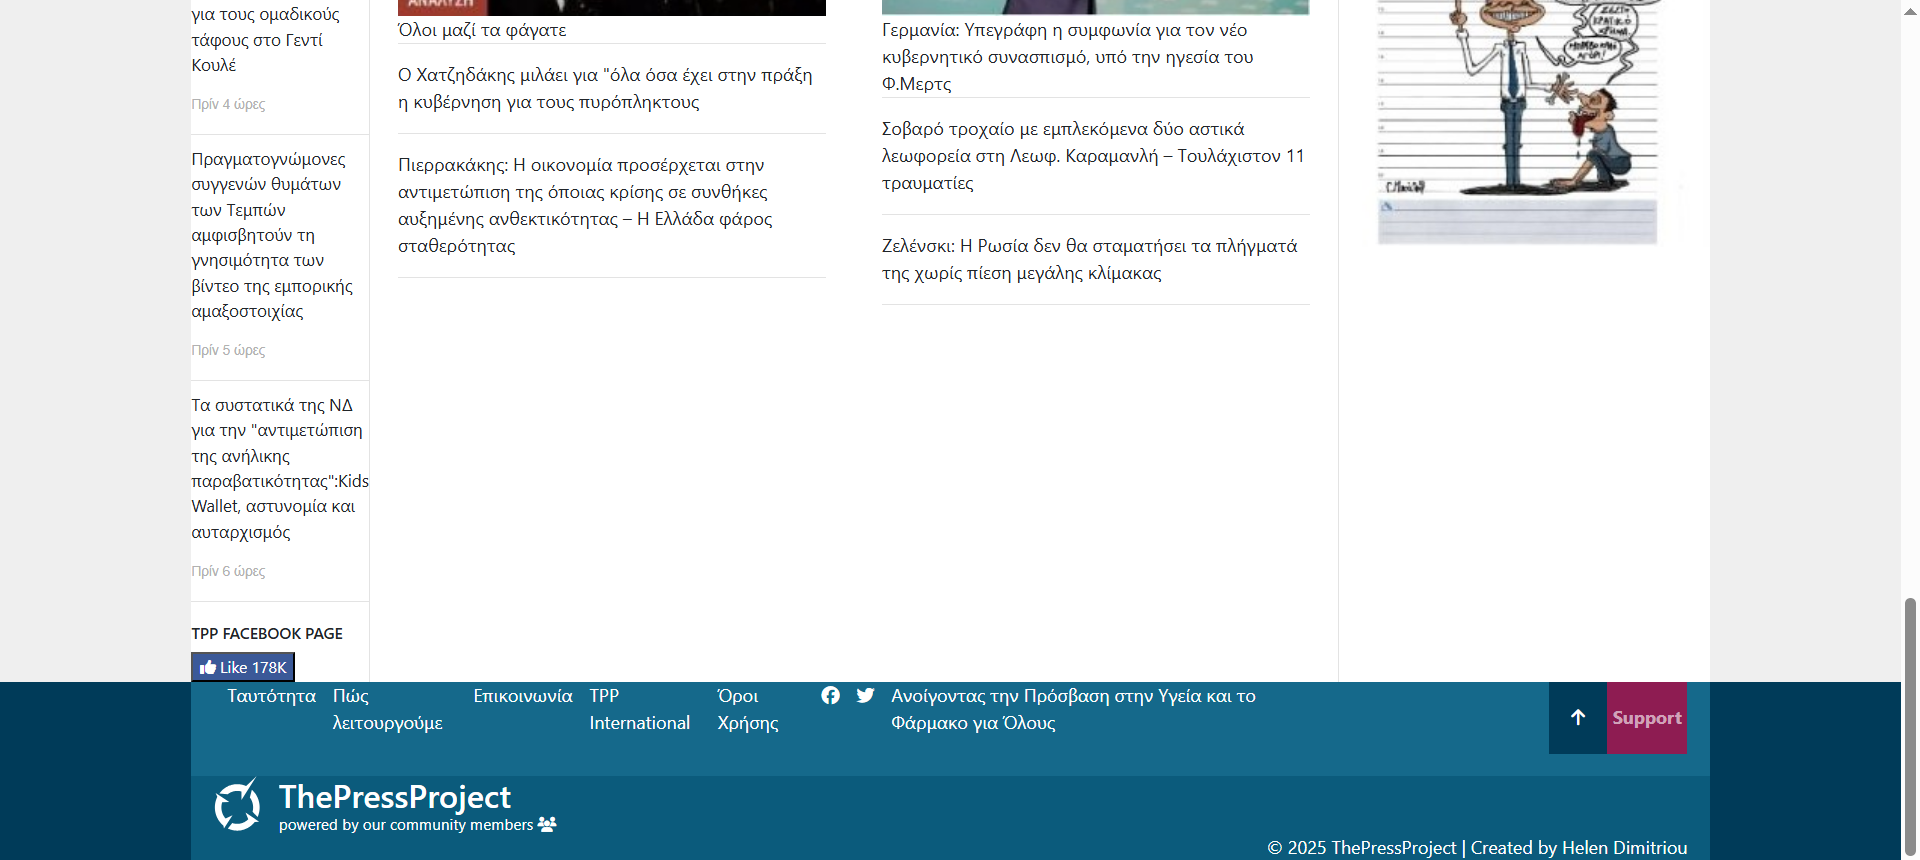 για τους ομαδικούς
τάφους στο Γεντί
Κουλέ
Πρίν 4 ώρες
Πραγματογνώμονες
συγγενών θυμάτων
των Τεμπών
αμφισβητούν τη
γνησιμότητα των
βίντεο της εμπορικής
αμαξοστοιχίας
Πρίν 5 ώρες
Τα συστατικά της ΝΔ
για την "αντιμετώπιση
της ανήλικης
παραβατικότητας":Kids
Wallet, αστυνομία και
αυταρχισμός
Πρίν 6 ώρες
TPP FACEBOOK PAGE
Like 178K
ΑΝΑΛΥΣΗ
Όλοι μαζί τα φάγατε
Ο Χατζηδάκης μιλάει για "όλα όσα έχει στην πράξη
η κυβέρνηση για τους πυρόπληκτους
Πιερρακάκης: Η οικονομία προσέρχεται στην
αντιμετώπιση της όποιας κρίσης σε συνθήκες
αυξημένης ανθεκτικότητας – Η Ελλάδα φάρος
σταθερότητας
Γερμανία: Υπεγράφη η συμφωνία για τον νέο
κυβερνητικό συνασπισμό, υπό την ηγεσία του
Φ.Μερτς
Σοβαρό τροχαίο με εμπλεκόμενα δύο αστικά
λεωφορεία στη Λεωφ. Καραμανλή – Τουλάχιστον 11
τραυματίες
Ζελένσκι: Η Ρωσία δεν θα σταματήσει τα πλήγματά
της χωρίς πίεση μεγάλης κλίμακας
Ταυτότητα
Πώς
λειτουργούμε
Επικοινωνία
TPP
International
Όροι
Χρήσης
Ανοίγοντας την Πρόσβαση στην Υγεία και το
Φάρμακο για Όλους
Support
ThePressProject
powered by our community members
© 2025 ThePressProject | Created by Helen Dimitriou